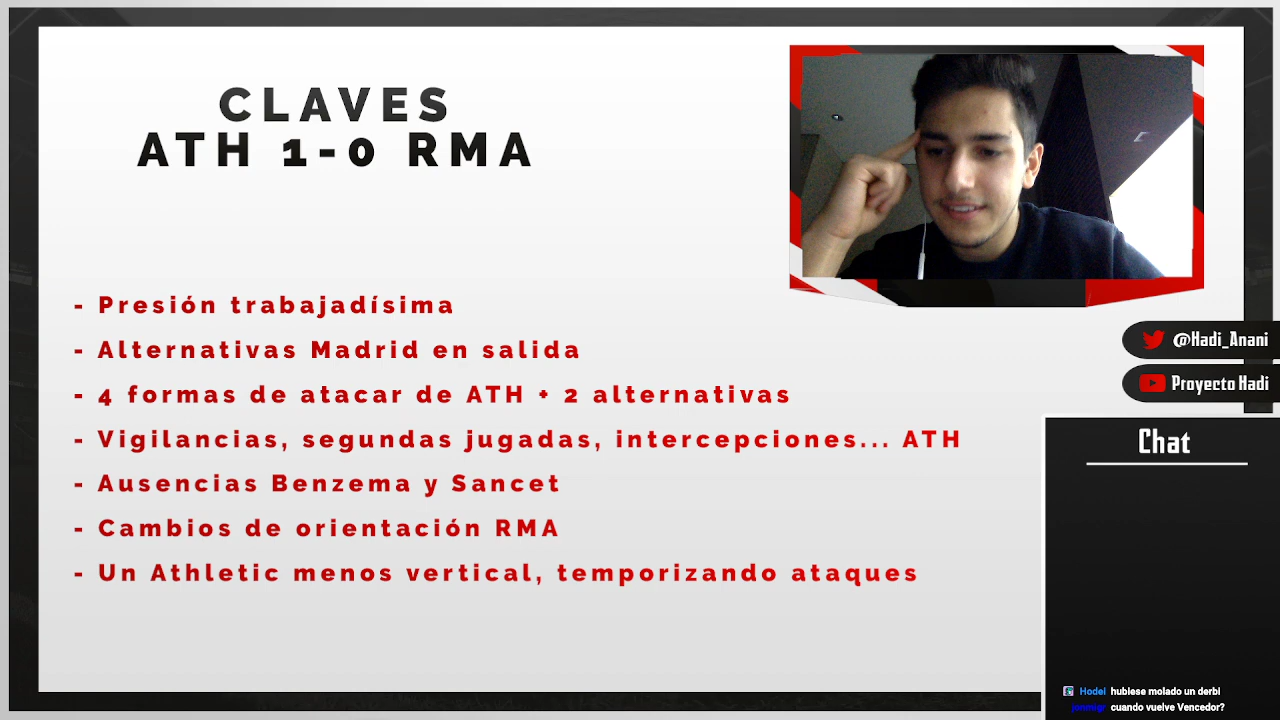 CLAVES
ATH 1-0 RMA
- Presión trabajadísima
- Alternativas Madrid en salida
- 4 formas de atacar de ATH + 2 alternativas
- Vigilancias, segundas jugadas, intercepciones... ATH
- Ausencias Benzema y Sancet
- Cambios de orientación RMA
- Un Athletic menos vertical, temporizando ataques
@Hadi_Anani
Proyecto Hadi
Chat
Hodei hubiese molado un derbi
jonmigr cuando vuelve Vencedor?